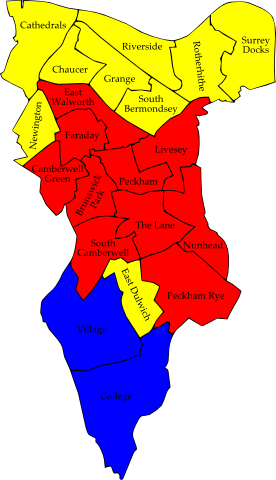 Cathedrals
Riverside
Rotherhithe
Surrey
Docks
Chaucer
Grange
East
Walworth
South
Bermondsey
Newington
Faraday
Livesey
Camberwell
Green
Brunswick
Park
Peckham
The Lane
South
Camberwell
Nunhead
East Dulwich
Peckham Rye
Village
College